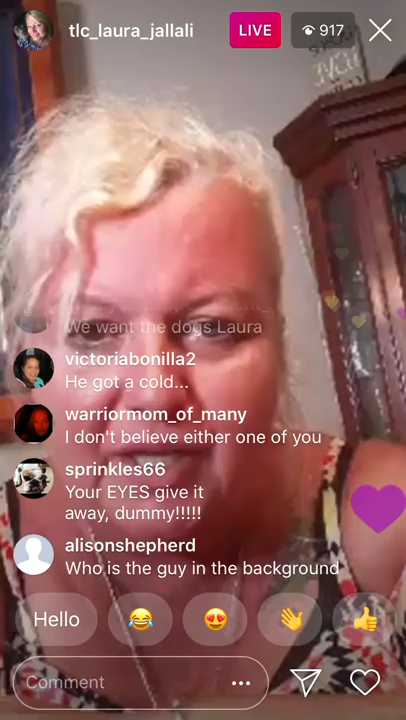 tlc_laura_jallali
LIVE
917
We want the dogs Laura
victoriabonilla2
He got a cold...
warriormom_of_many
I don't believe either one of you
sprinkles66
Your EYES give it
away, dummy!!!!!
alisonshepherd
Who is the guy in the background
Hello
Comment